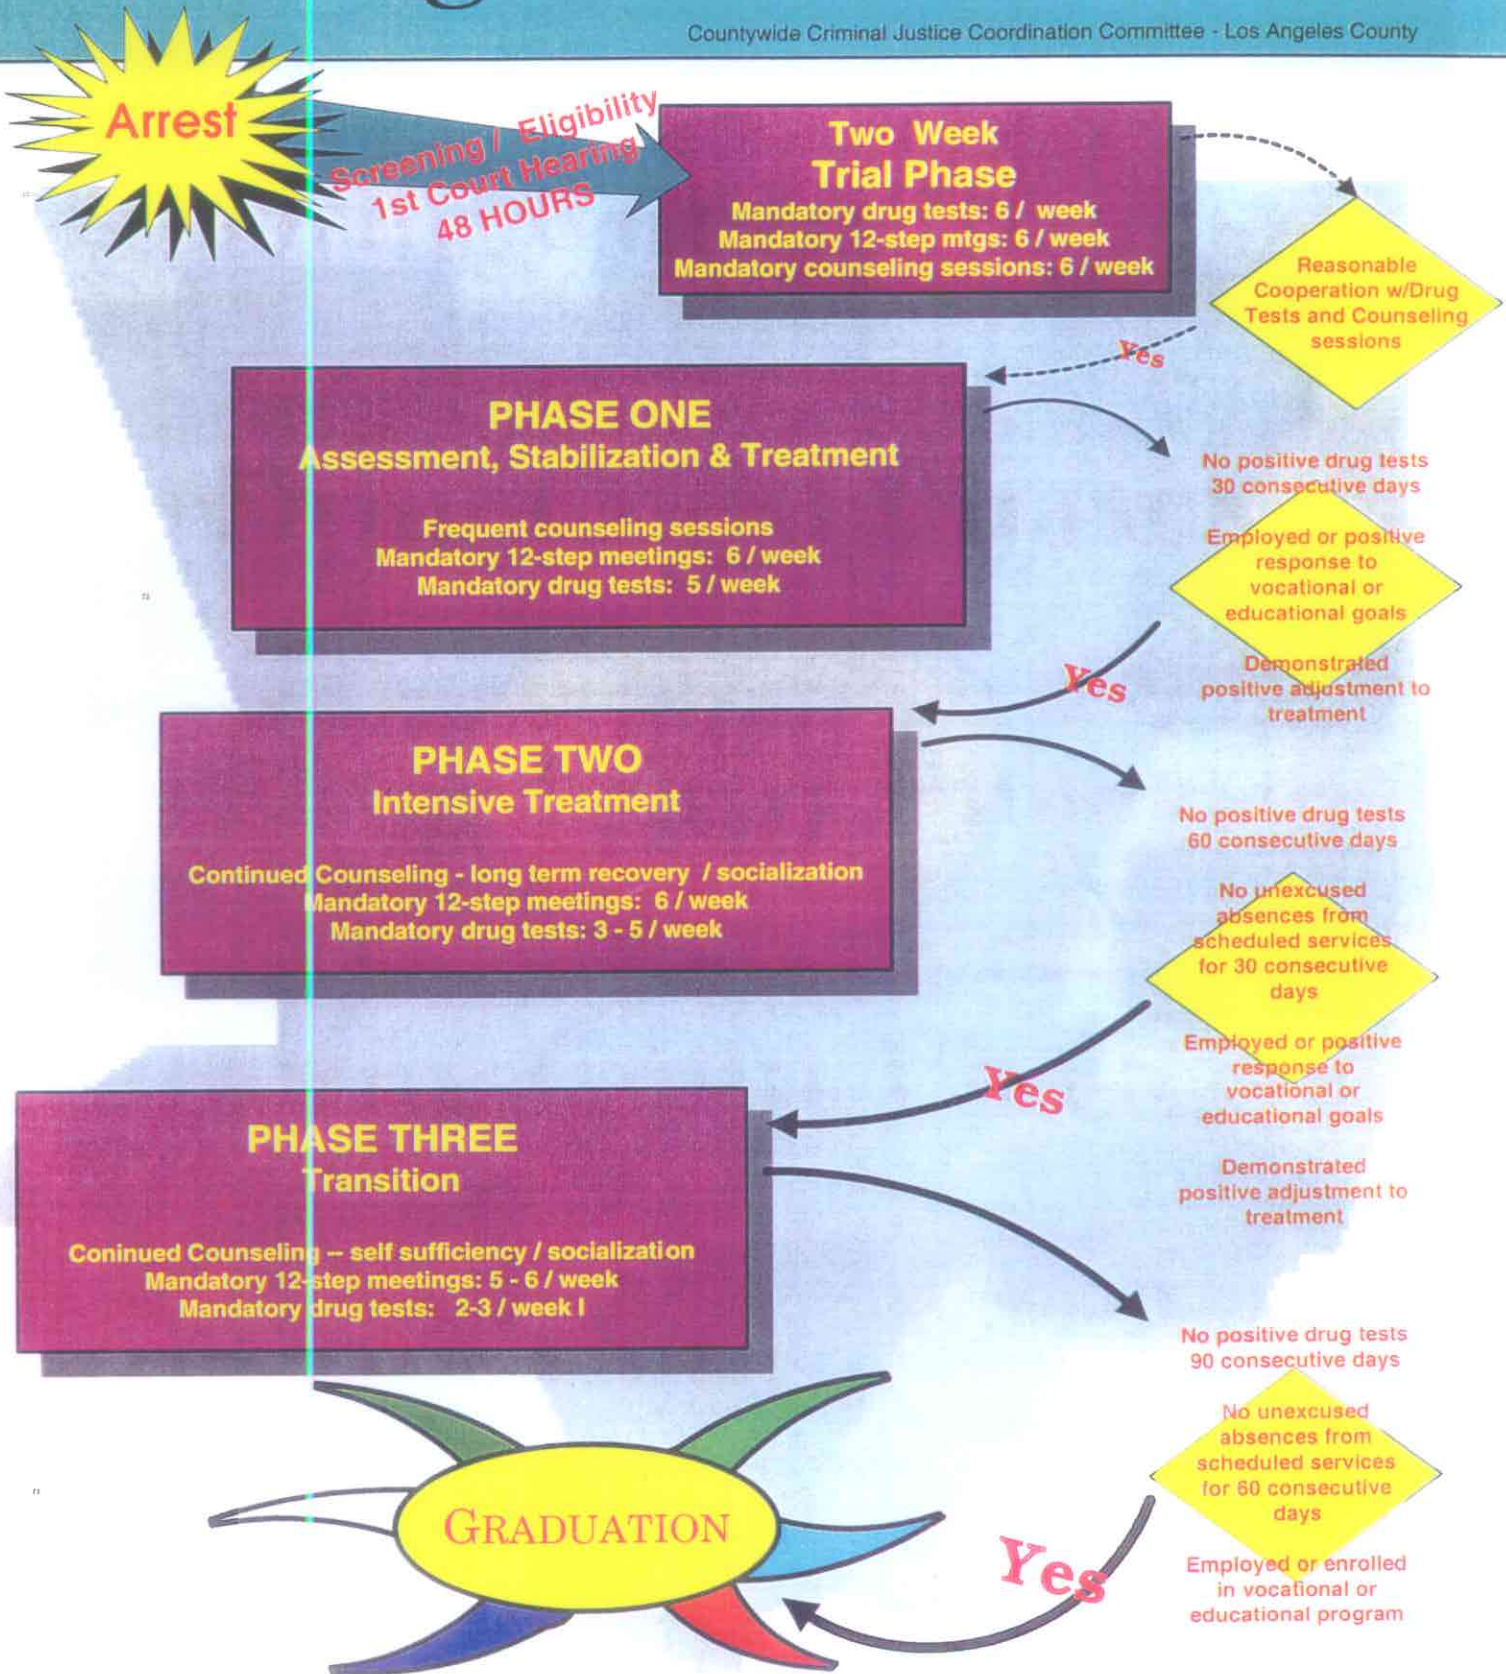 Countywide Criminal Justice Coordination Committee - Los Angeles County
Arrest
Screening / Eligibility
1st Court Hearing
48 HOURS
Two Week
Trial Phase
Mandatory drug tests: 6 / week
Mandatory 12-step mtgs: 6 / week
Mandatory counseling sessions: 6 / week
Reasonable
Cooperation w/Drug
Tests and Counseling
sessions
Yes
PHASE ONE
Assessment, Stabilization & Treatment
Frequent counseling sessions
Mandatory 12-step meetings: 6 / week
Mandatory drug tests: 5 / week
No positive drug tests
30 consecutive days
Employed or positive
response to
vocational or
educational goals
Demonstrated
positive adjustment to
treatment
Yes
PHASE TWO
Intensive Treatment
Continued Counseling - long term recovery / socialization
Mandatory 12-step meetings: 6 / week
Mandatory drug tests: 3 - 5 / week
No positive drug tests
60 consecutive days
No unexcused
absences from
scheduled services
for 30 consecutive
days
Employed or positive
response to
vocational or
educational goals
Demonstrated
positive adjustment to
treatment
Yes
PHASE THREE
Transition
Coninued Counseling – self sufficiency / socialization
Mandatory 12-step meetings: 5 - 6 / week
Mandatory drug tests: 2-3 / week l
No positive drug tests
90 consecutive days
No unexcused
absences from
scheduled services
for 60 consecutive
days
Employed or enrolled
in vocational or
educational program
Yes
GRADUATION